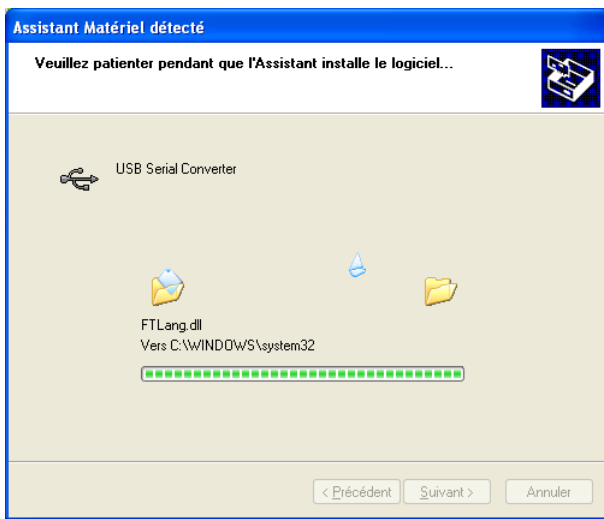 Assistant Matériel détecté
Veuillez patienter pendant que l'Assistant installe le logiciel...
USB Serial Converter
FTLang.dll
Vers C:\WINDOWS\system32
< Précédent
Suivant >
Annuler